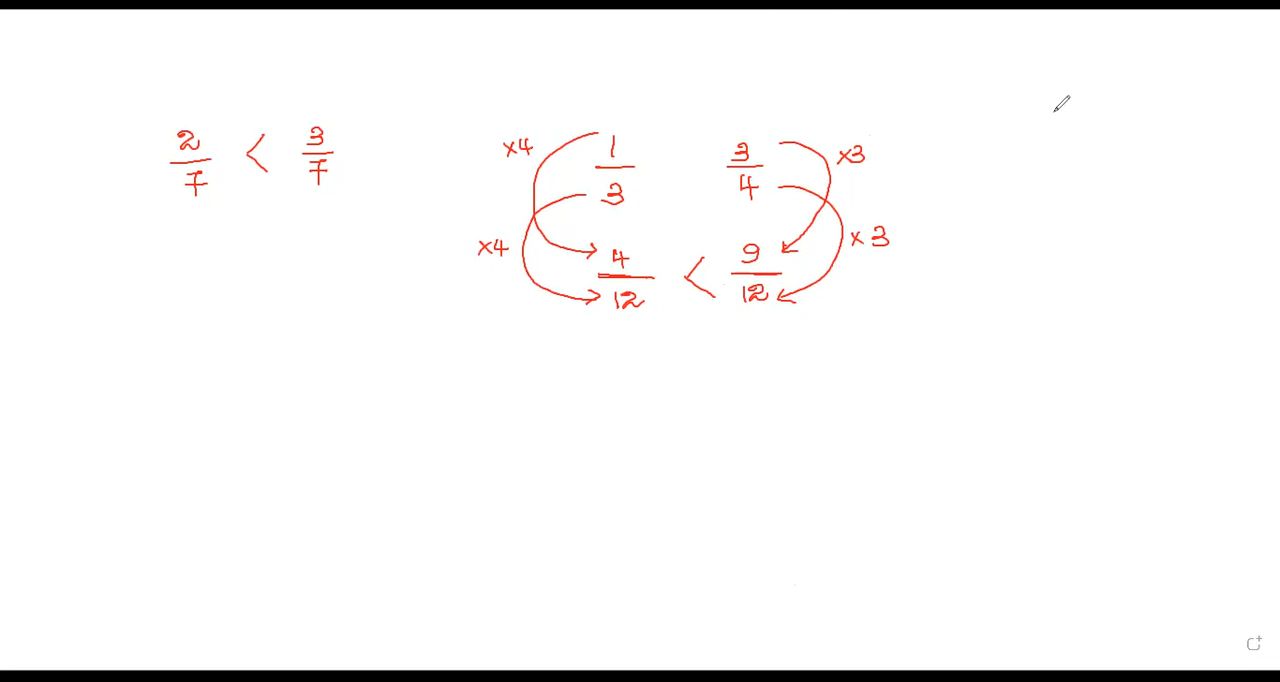 2/7 < 3/7
×4 1/3 3/4 ×3
×4 4/12 < 9/12 ×3